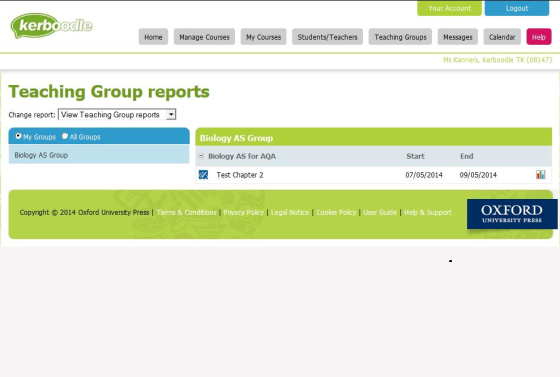 Your Account Logout
kerboodle
Home Manage Courses My Courses Students/Teachers Teaching Groups Messages Calendar Help
Ms Kanners, Kerboodle TK (08147)
Teaching Group reports
Change report: View Teaching Group reports
My Groups All Groups
Biology AS Group
Biology AS Group
Biology AS for AQA Start End
Test Chapter 2 07/05/2014 09/05/2014
Copyright © 2014 Oxford University Press | Terms & Conditions | Privacy Policy | Legal Notice | Cookie Policy | User Guide | Help & Support
OXFORD
UNIVERSITY PRESS